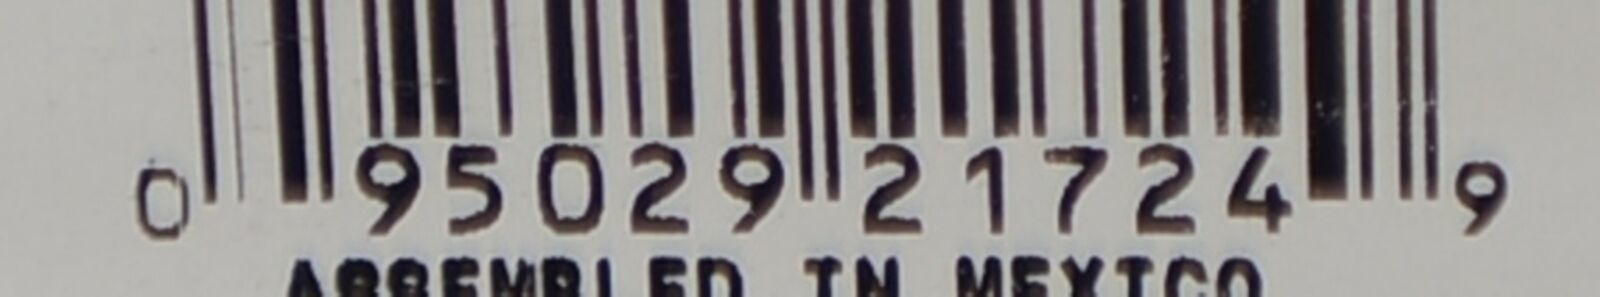 0 95029 21724 9
ASSEMBLED IN MEXICO